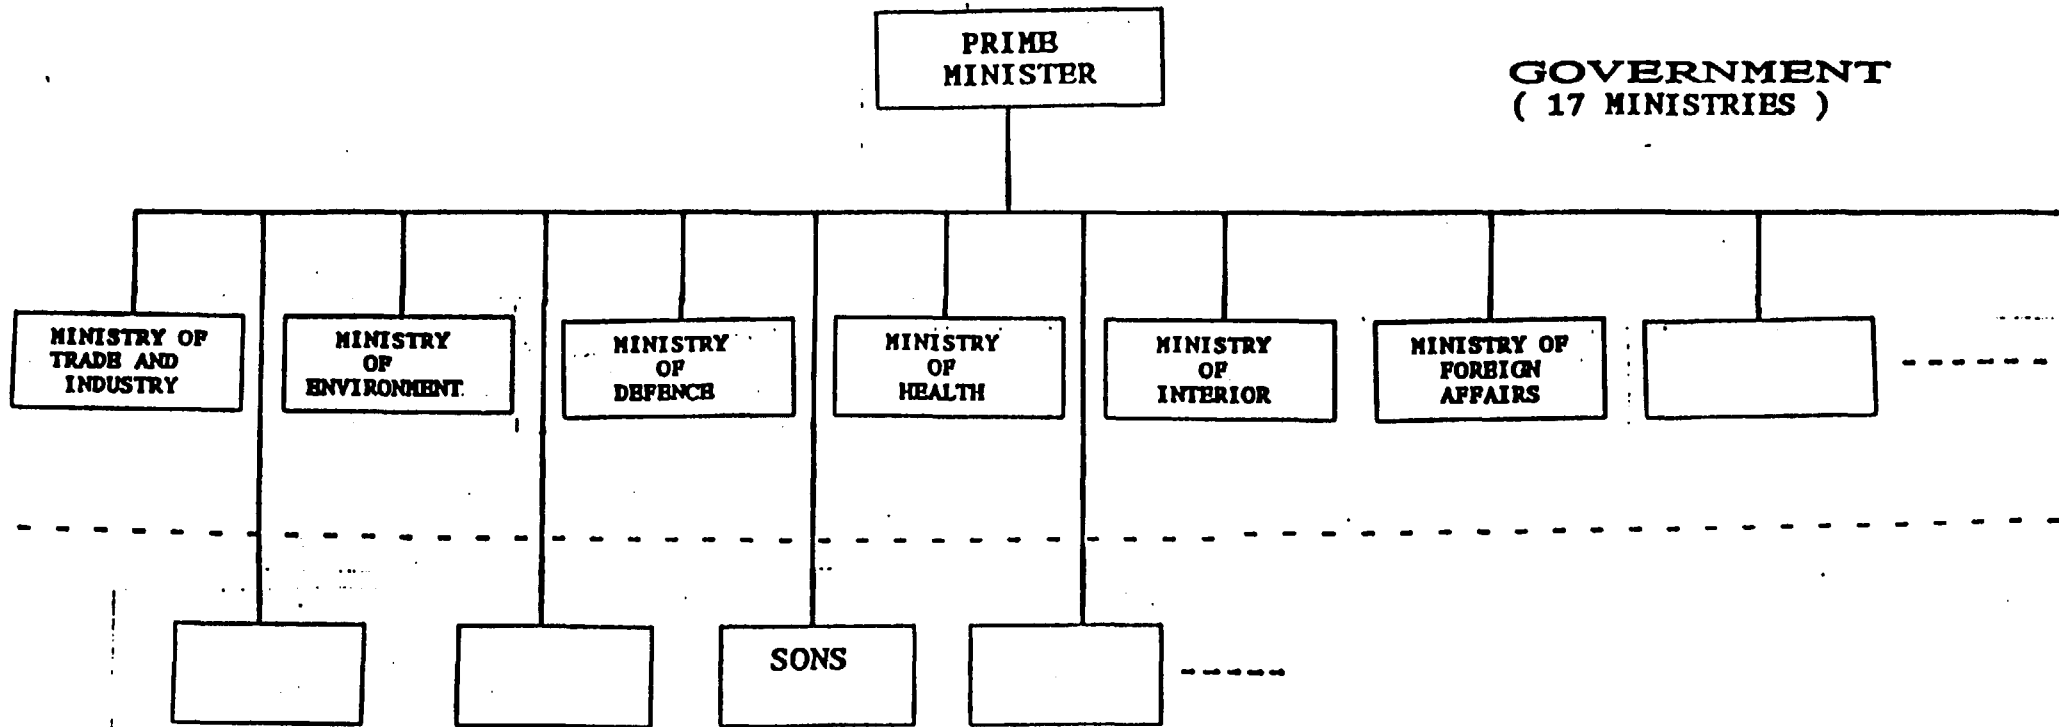 PRIME
MINISTER
GOVERNMENT
( 17 MINISTRIES )
MINISTRY OF
TRADE AND
INDUSTRY
MINISTRY
OF
ENVIRONMENT
MINISTRY
OF
DEFENCE
MINISTRY
OF
HEALTH
MINISTRY
OF
INTERIOR
MINISTRY OF
FOREIGN
AFFAIRS
SONS